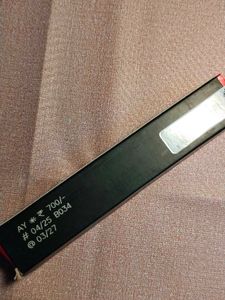 AY ✱ ₹ 700/-
# 04/25 B034
@ 03/27